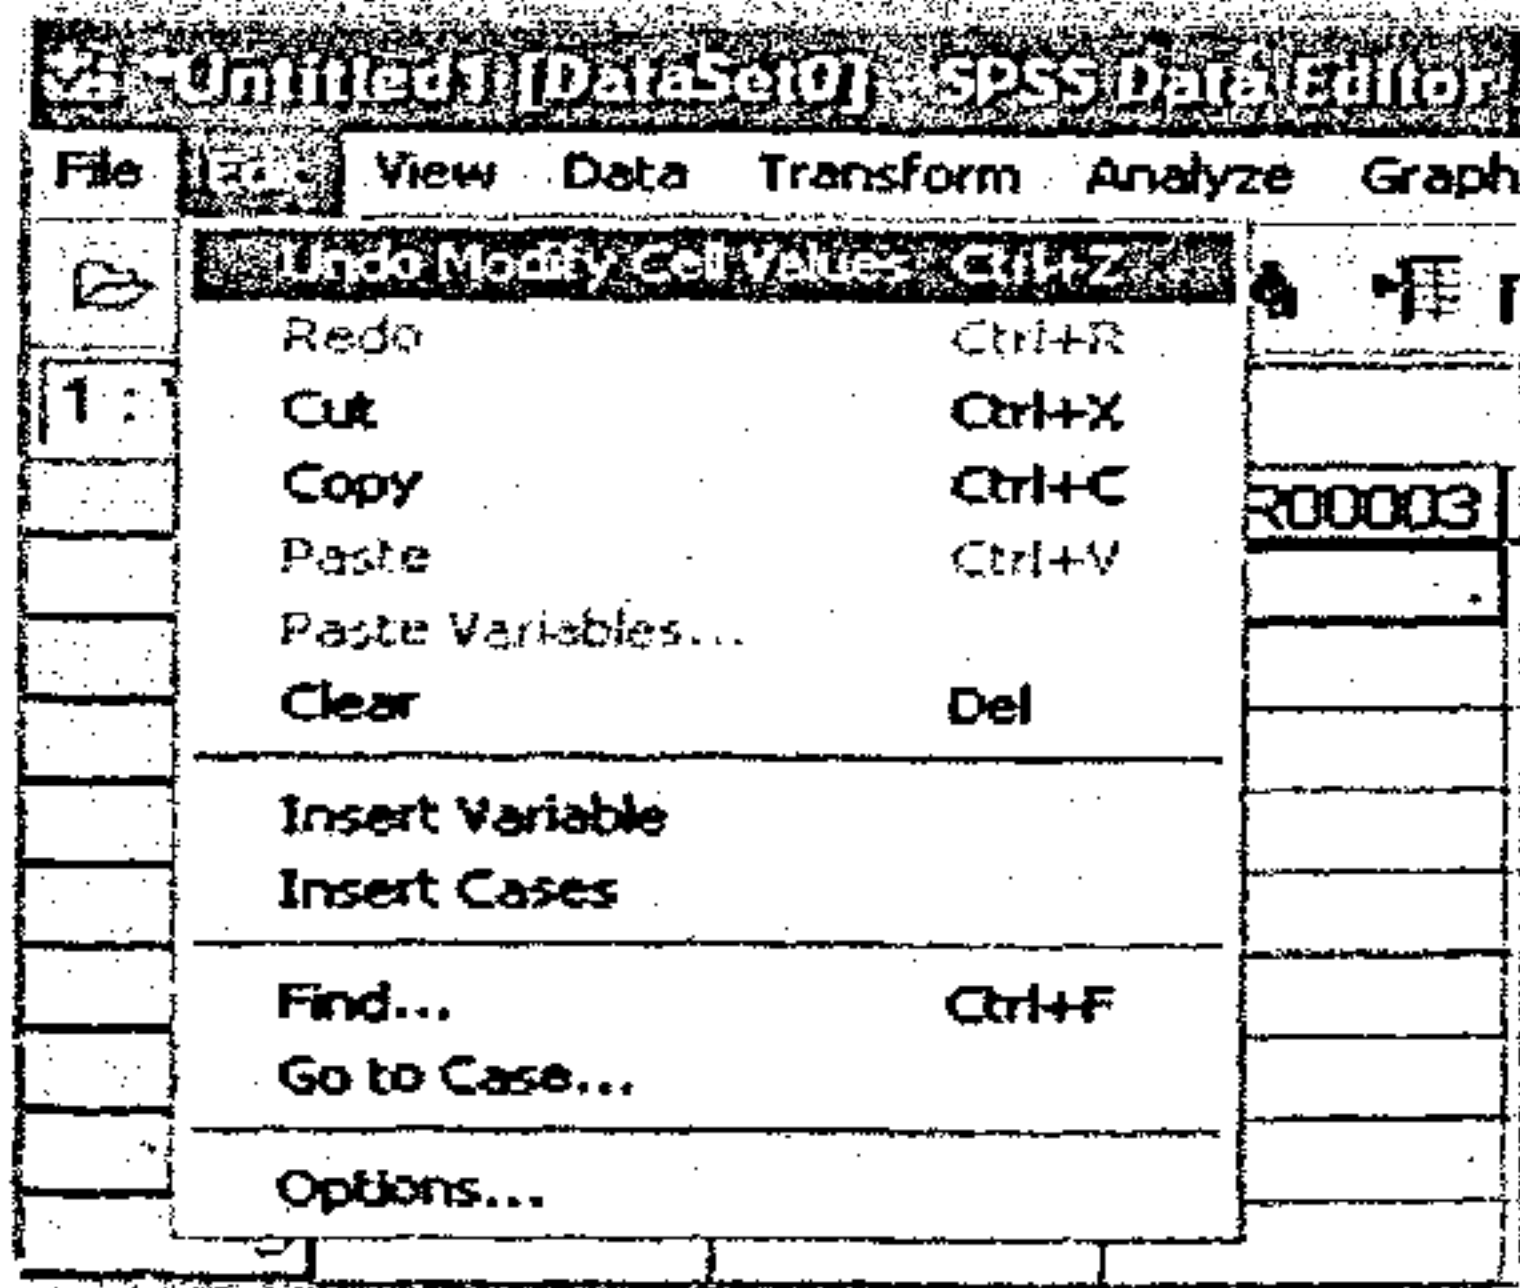 *Untitled1 [DataSet0] - SPSS Data Editor
File Edit View Data Transform Analyze Graph
Undo Modify Cell Values Ctrl+Z
Redo Ctrl+R
1 :
Cut Ctrl+X
Copy Ctrl+C
R00003
Paste Ctrl+V
Paste Variables...
Clear Del
Insert Variable
Insert Cases
Find... Ctrl+F
Go to Case...
Options...